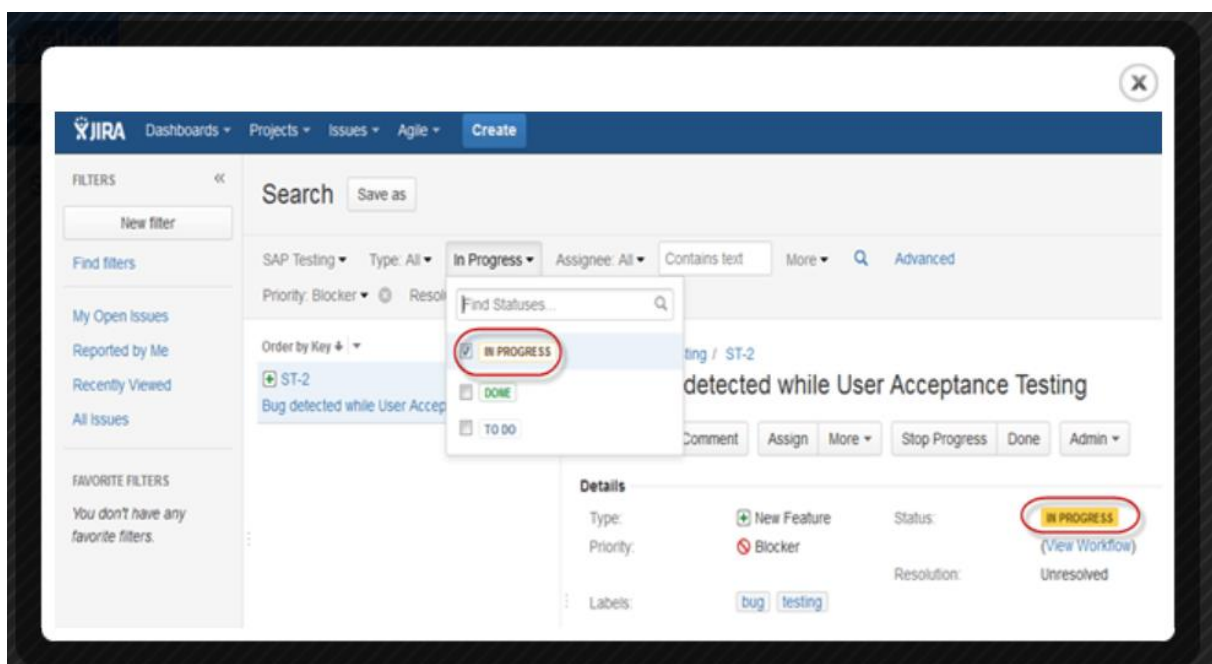 JIRA Dashboards Projects Issues Agile Create
FILTERS
New filter
Find filters
My Open Issues
Reported by Me
Recently Viewed
All Issues
FAVORITE FILTERS
You don't have any
favorite filters.
Search Save as
SAP Testing Type: All In Progress Assignee: All Contains text More Advanced
Priority: Blocker Resol
Find Statuses...
IN PROGRESS
DONE
TO DO
Order by Key
ST-2
Bug detected while User Accep
ting / ST-2
detected while User Acceptance Testing
Comment Assign More Stop Progress Done Admin
Details
Type: New Feature Status: IN PROGRESS
Priority: Blocker (View Workflow)
Resolution: Unresolved
Labels: bug testing